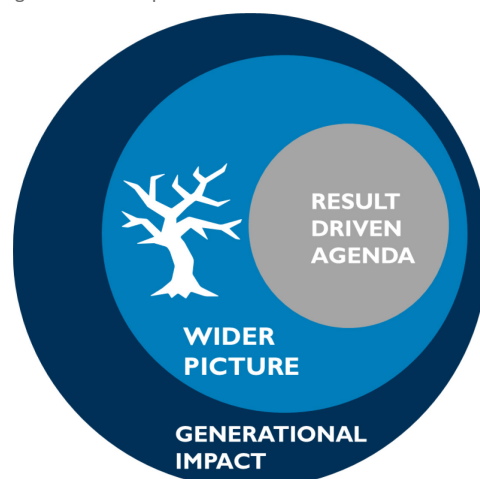 RESULT
DRIVEN
AGENDA
WIDER
PICTURE
GENERATIONAL
IMPACT